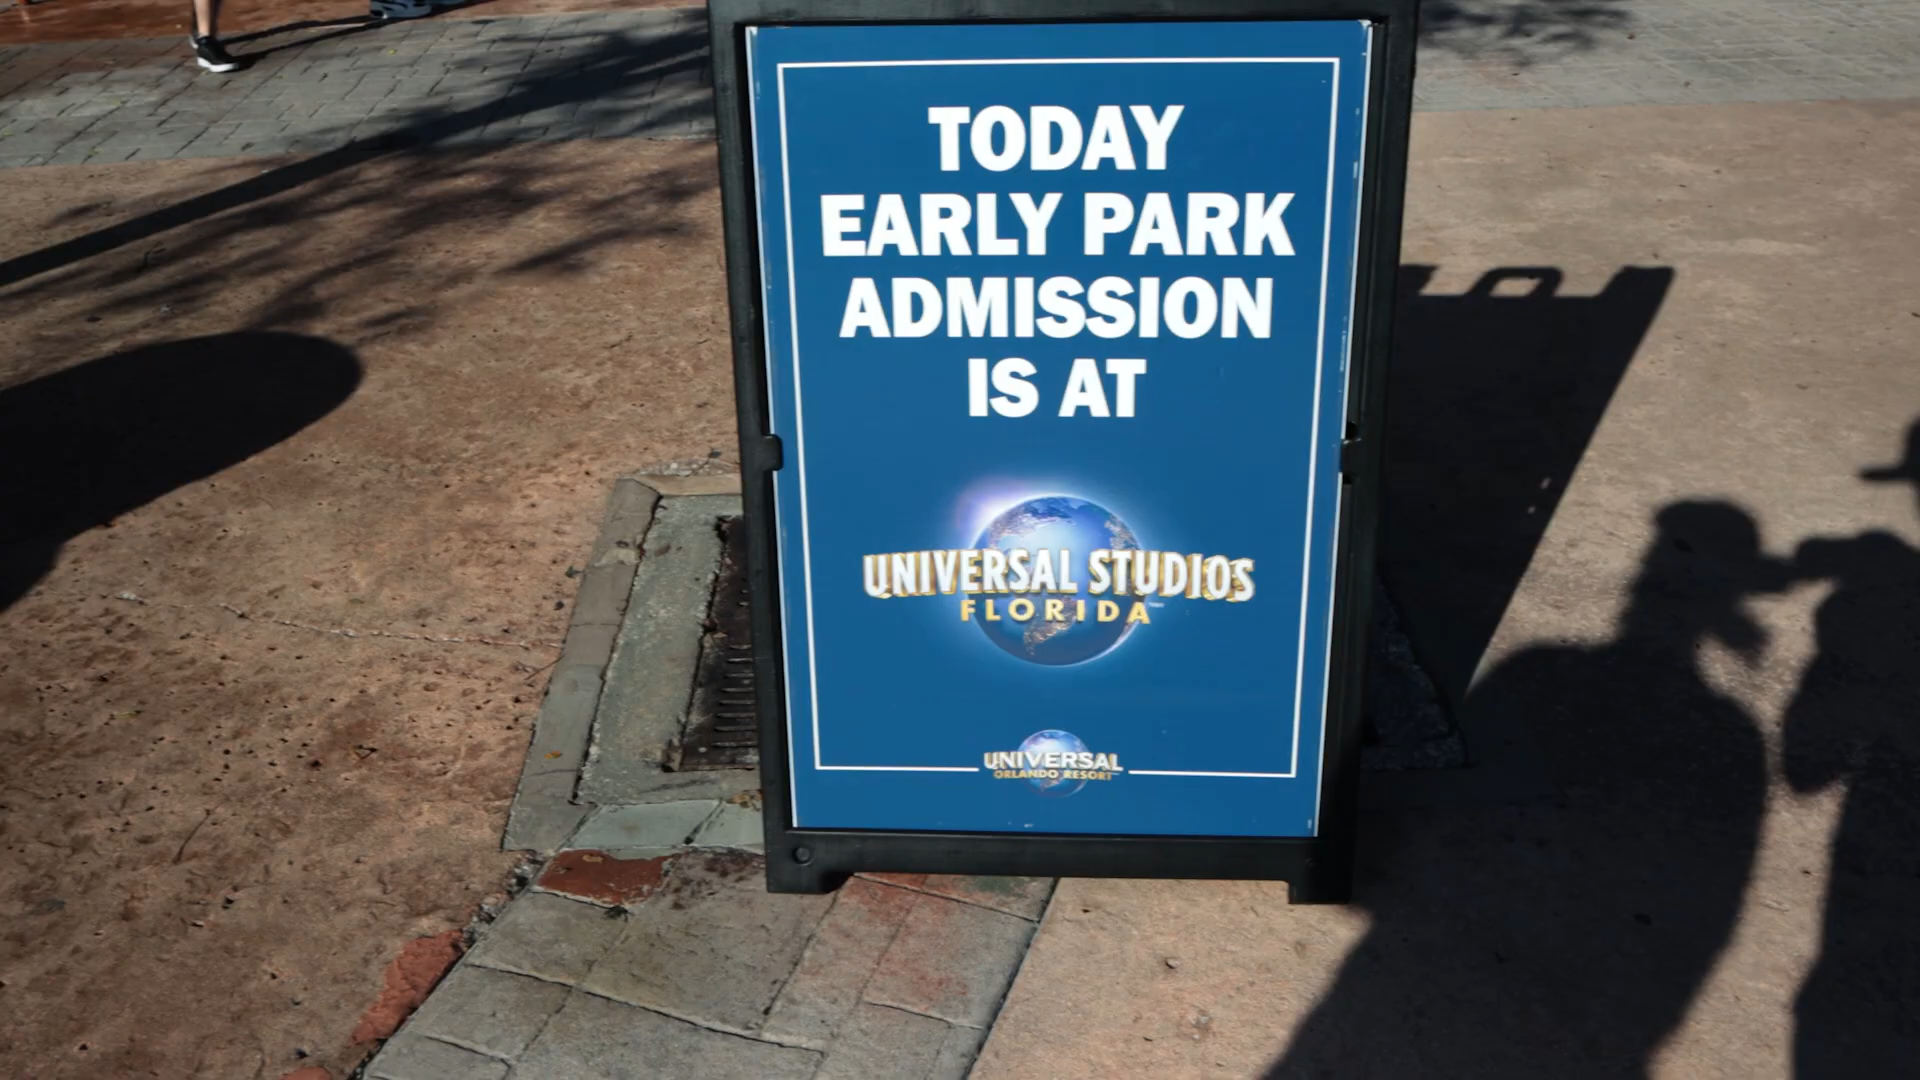 TODAY
EARLY PARK
ADMISSION
IS AT
UNIVERSAL STUDIOS
FLORIDA
UNIVERSAL
ORLANDO RESORT